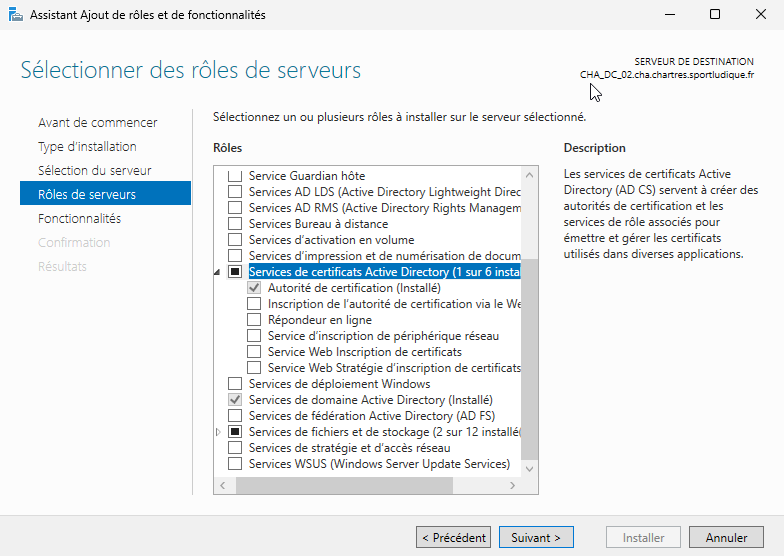 Assistant Ajout de rôles et de fonctionnalités
Sélectionner des rôles de serveurs
SERVEUR DE DESTINATION
CHA_DC_02.cha.chartres.sportludique.fr
Avant de commencer
Type d'installation
Sélection du serveur
Rôles de serveurs
Fonctionnalités
Confirmation
Résultats
Sélectionnez un ou plusieurs rôles à installer sur le serveur sélectionné.
Rôles
Service Guardian hôte
Services AD LDS (Active Directory Lightweight Direc
Services AD RMS (Active Directory Rights Managem
Services Bureau à distance
Services d'activation en volume
Services d'impression et de numérisation de docum
Services de certificats Active Directory (1 sur 6 insta
Autorité de certification (Installé)
Inscription de l'autorité de certification via le We
Répondeur en ligne
Service d'inscription de périphérique réseau
Service Web Inscription de certificats
Service Web Stratégie d'inscription de certificats
Services de déploiement Windows
Services de domaine Active Directory (Installé)
Services de fédération Active Directory (AD FS)
Services de fichiers et de stockage (2 sur 12 installé(
Services de stratégie et d'accès réseau
Services WSUS (Windows Server Update Services)
Description
Les services de certificats Active
Directory (AD CS) servent à créer des
autorités de certification et les
services de rôle associés pour
émettre et gérer les certificats
utilisés dans diverses applications.
< Précédent
Suivant >
Installer
Annuler